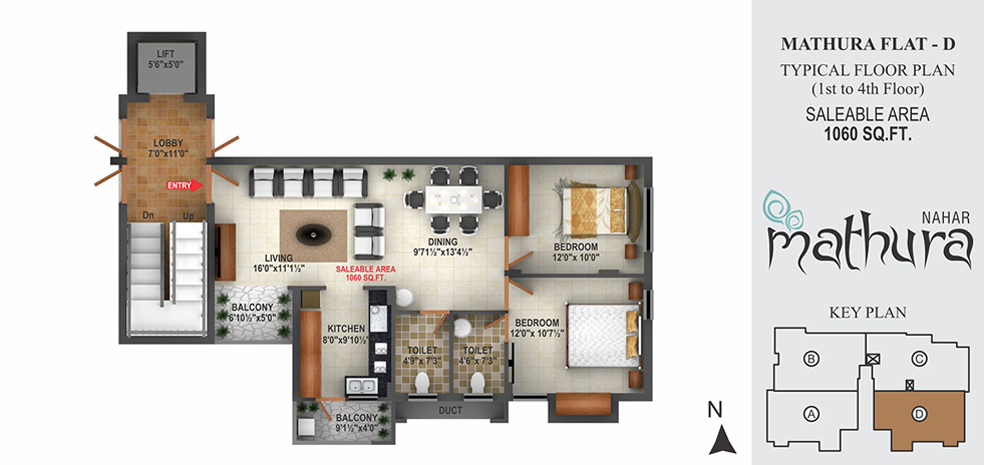 LIFT
5'6"x5'0"
LOBBY
7'0"x11'0"
ENTRY
Dn Up
LIVING
16'0"x11'1½"
SALEABLE AREA
1060 SQ.FT.
DINING
9'71½"x13'4½"
BEDROOM
12'0"x 10'0"
BALCONY
6'10½"x5'0"
KITCHEN
8'0"x9'10½"
TOILET
4'9"x 7'3"
TOILET
4'6"x 7'3"
BEDROOM
12'0"x 10'7½"
BALCONY
9'1½"x4'0"
DUCT
N
MATHURA FLAT - D
TYPICAL FLOOR PLAN
(1st to 4th Floor)
SALEABLE AREA
1060 SQ.FT.
NAHAR
mathura
KEY PLAN
B
C
A
D